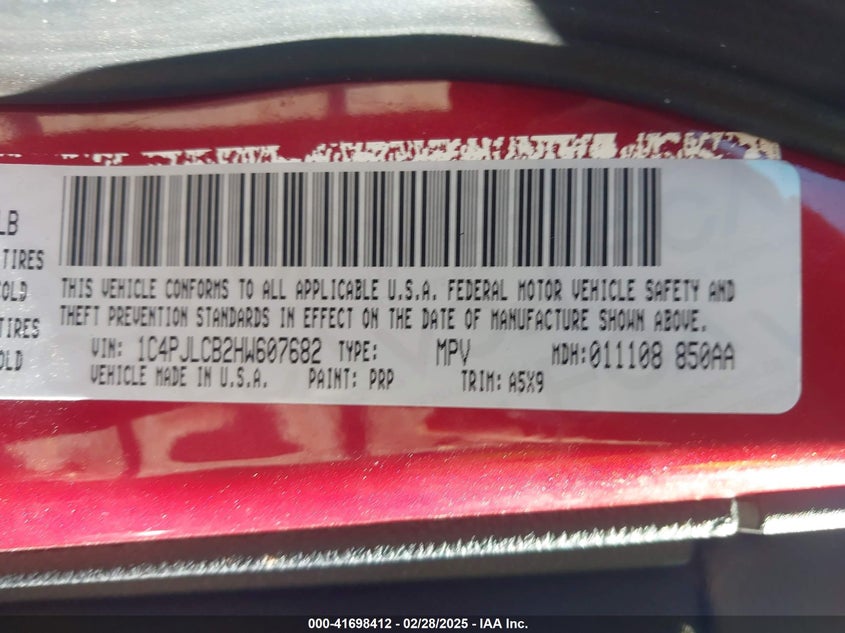 LB
TIRES
COLD
TIRES
OLD
THIS VEHICLE CONFORMS TO ALL APPLICABLE U.S.A. FEDERAL MOTOR VEHICLE SAFETY AND
THEFT PREVENTION STANDARDS IN EFFECT ON THE DATE OF MANUFACTURE SHOWN ABOVE.
VIN: 1C4PJLCB2HW607682 TYPE: MPV MDH:011108 850AA
VEHICLE MADE IN U.S.A. PAINT: PRP TRIM: A5X9
000-41698412 - 02/28/2025 - IAA Inc.